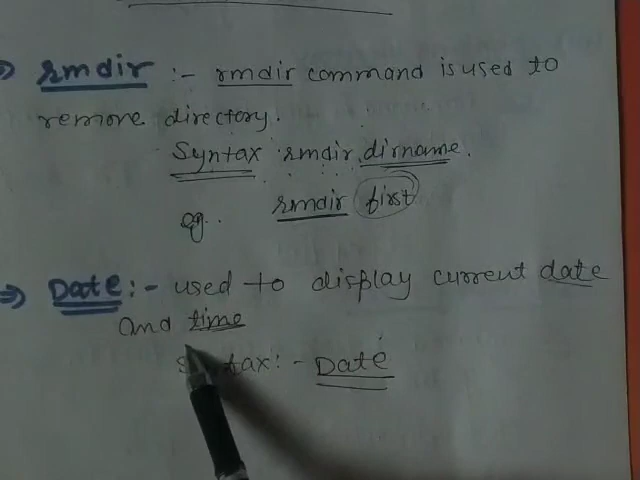 ⇒ rmdir :- rmdir command is used to
remove directory.
Syntax rmdir dirname.
eg. rmdir first
⇒ Date :- used to display current date
and time
Syntax :- Date